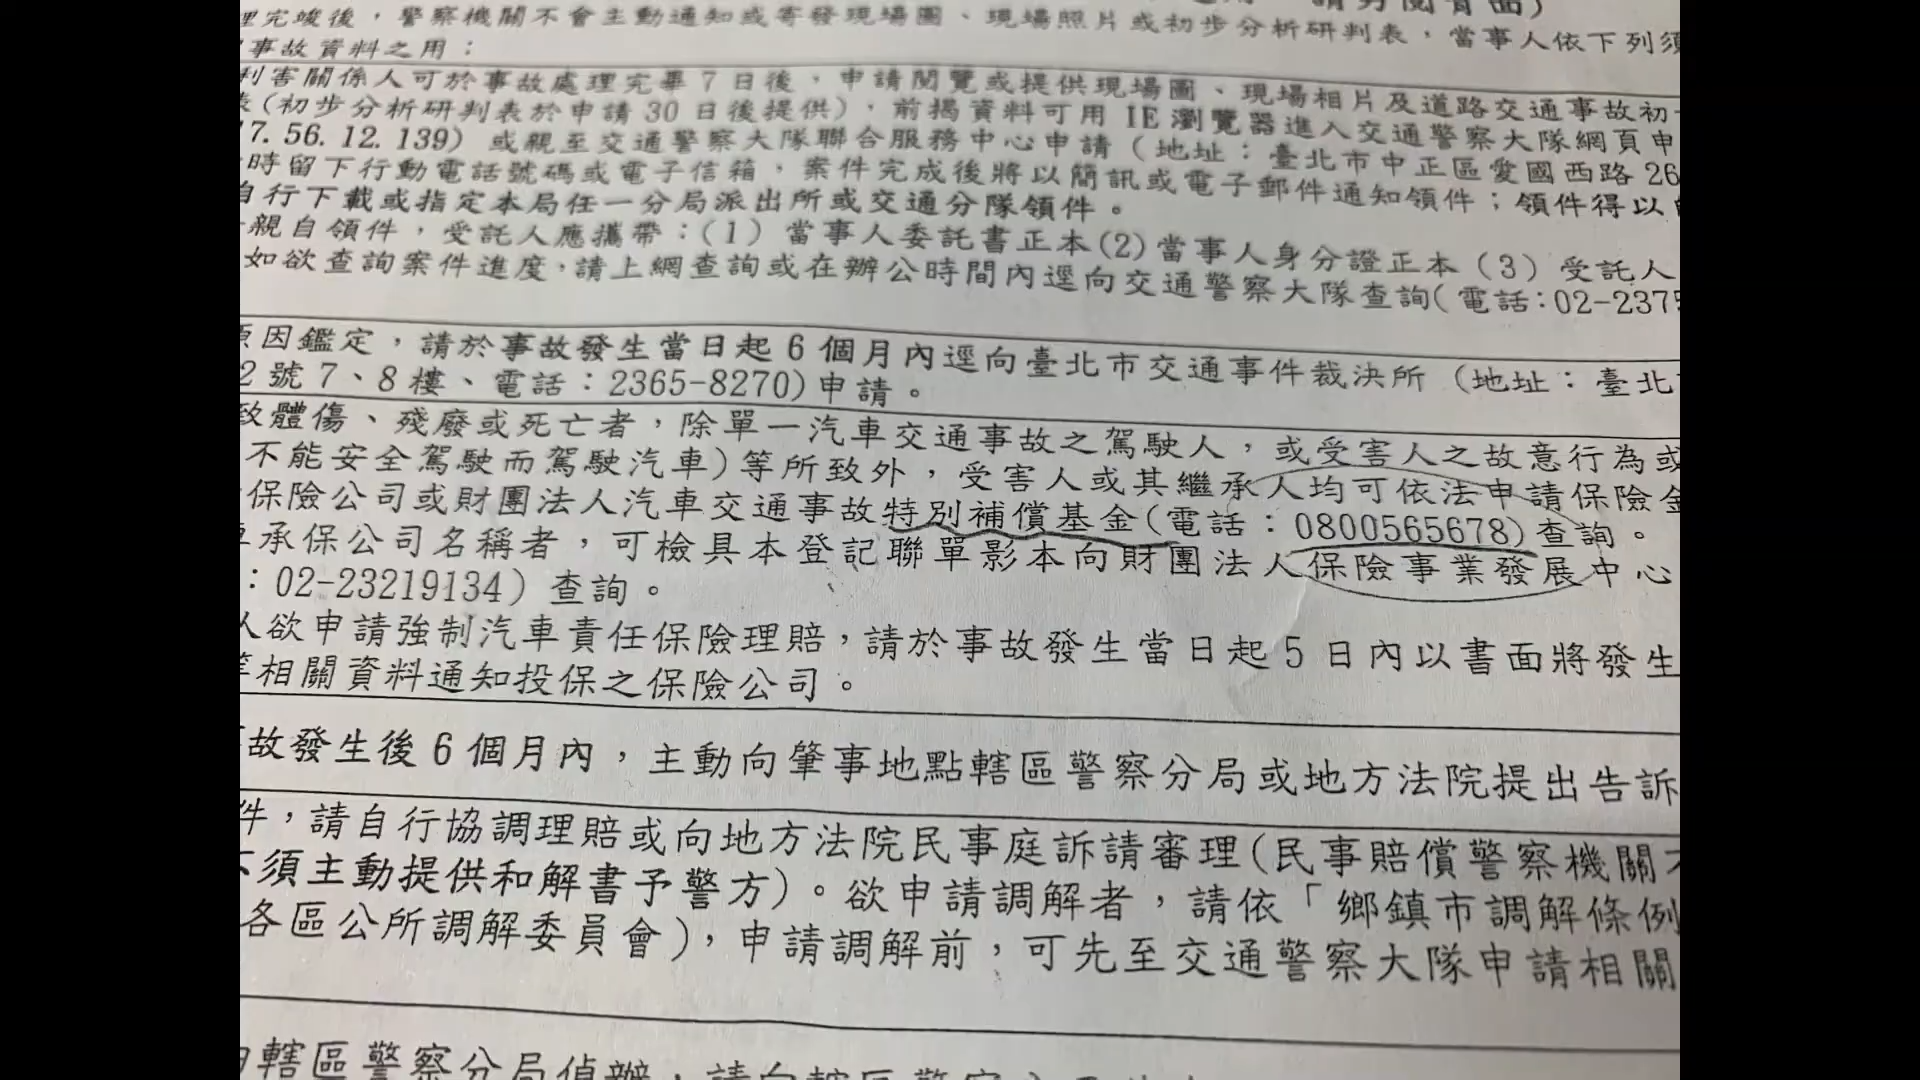 理完竣後，警察機關不會主動通知或寄發現場圖、現場照片或初步分析研判表，當事人依下列須
事故資料之用：
利害關係人可於事故處理完畢7日後，申請閱覽或提供現場圖、現場相片及道路交通事故初
表(初步分析研判表於申請30日後提供)，前揭資料可用IE瀏覽器進入交通警察大隊網頁申
7.56.12.139)或親至交通警察大隊聯合服務中心申請(地址：臺北市中正區愛國西路26
時留下行動電話號碼或電子信箱，案件完成後將以簡訊或電子郵件通知領件；領件得以
自行下載或指定本局任一分局派出所或交通分隊領件。
親自領件，受託人應攜帶：(1)當事人委託書正本(2)當事人身分證正本(3)受託人
如欲查詢案件進度，請上網查詢或在辦公時間內逕向交通警察大隊查詢(電話:02-2375
原因鑑定，請於事故發生當日起6個月內逕向臺北市交通事件裁決所(地址：臺北
2號7、8樓、電話：2365-8270)申請。
致體傷、殘廢或死亡者，除單一汽車交通事故之駕駛人，或受害人之故意行為或
不能安全駕駛而駕駛汽車)等所致外，受害人或其繼承人均可依法申請保險金
保險公司或財團法人汽車交通事故特別補償基金(電話：0800565678)查詢。
承保公司名稱者，可檢具本登記聯單影本向財團法人保險事業發展中心
：02-23219134)查詢。
人欲申請強制汽車責任保險理賠，請於事故發生當日起5日內以書面將發生
等相關資料通知投保之保險公司。
故發生後6個月內，主動向肇事地點轄區警察分局或地方法院提出告訴
件，請自行協調理賠或向地方法院民事庭訴請審理(民事賠償警察機關不
不須主動提供和解書予警方)。欲申請調解者，請依「鄉鎮市調解條例
各區公所調解委員會)，申請調解前，可先至交通警察大隊申請相關
轄區警察分局偵辦，請向轄區警察